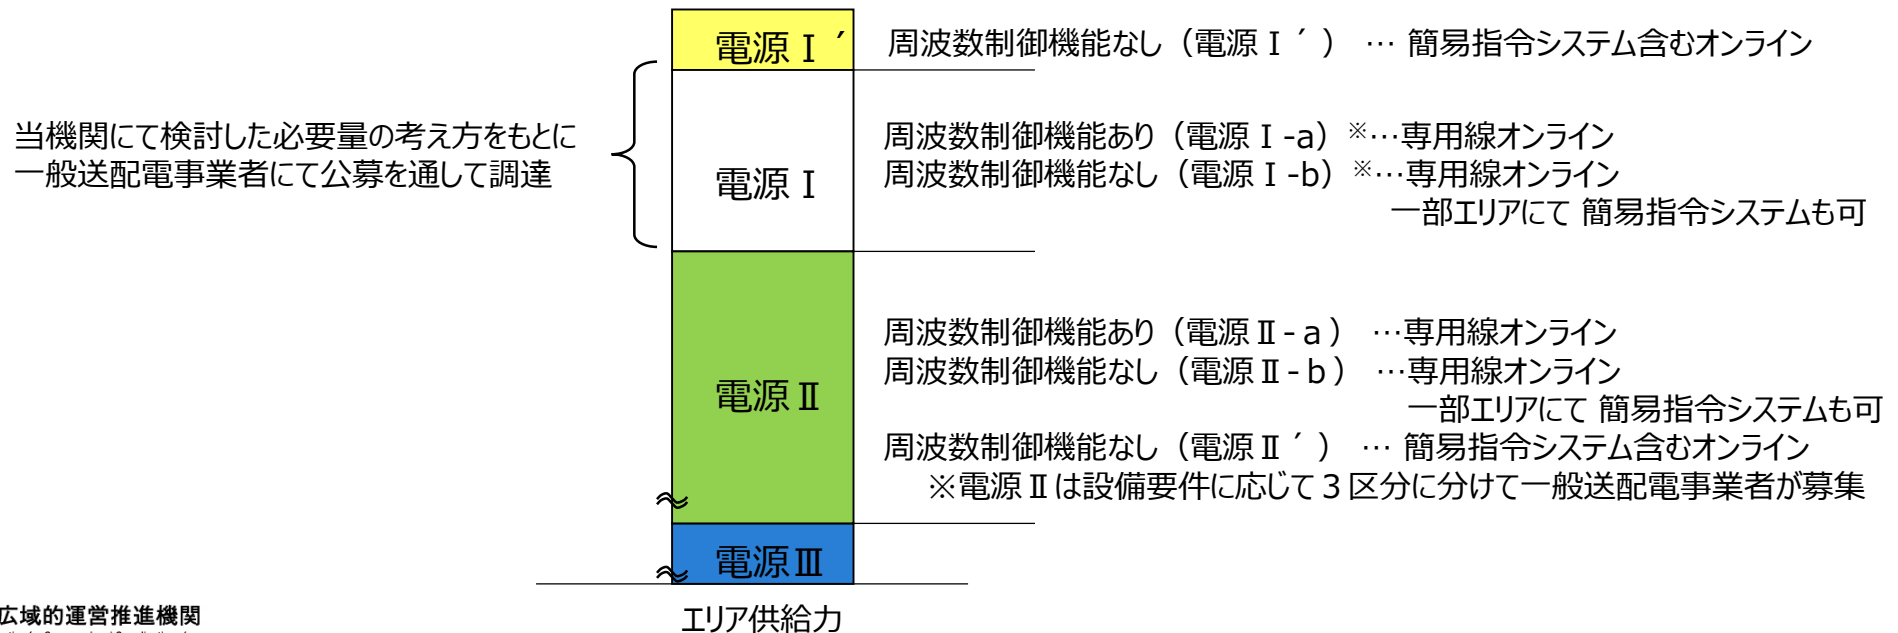 電源Ⅰ´
周波数制御機能なし（電源Ⅰ´） … 簡易指令システム含むオンライン
当機関にて検討した必要量の考え方をもとに
一般送配電事業者にて公募を通して調達
電源Ⅰ
周波数制御機能あり（電源Ⅰ-a）※…専用線オンライン
周波数制御機能なし（電源Ⅰ-b）※…専用線オンライン
一部エリアにて 簡易指令システムも可
電源Ⅱ
周波数制御機能あり（電源Ⅱ-a） …専用線オンライン
周波数制御機能なし（電源Ⅱ-b） …専用線オンライン
一部エリアにて 簡易指令システムも可
周波数制御機能なし（電源Ⅱ´） … 簡易指令システム含むオンライン
※電源Ⅱは設備要件に応じて３区分に分けて一般送配電事業者が募集
電源Ⅲ
エリア供給力
広域的運営推進機関